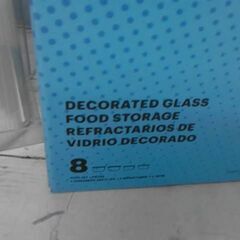 DECORATED GLASS
FOOD STORAGE
REFRACTARIOS DE
VIDRIO DECORADO
8